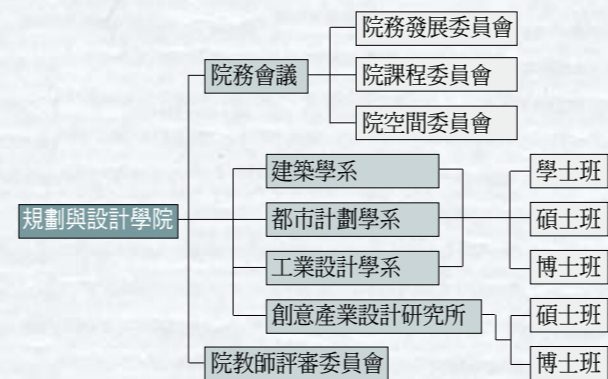 院務發展委員會
院務會議
院課程委員會
院空間委員會
建築學系
學士班
規劃與設計學院
都市計劃學系
碩士班
工業設計學系
博士班
創意產業設計研究所
碩士班
院教師評審委員會
博士班